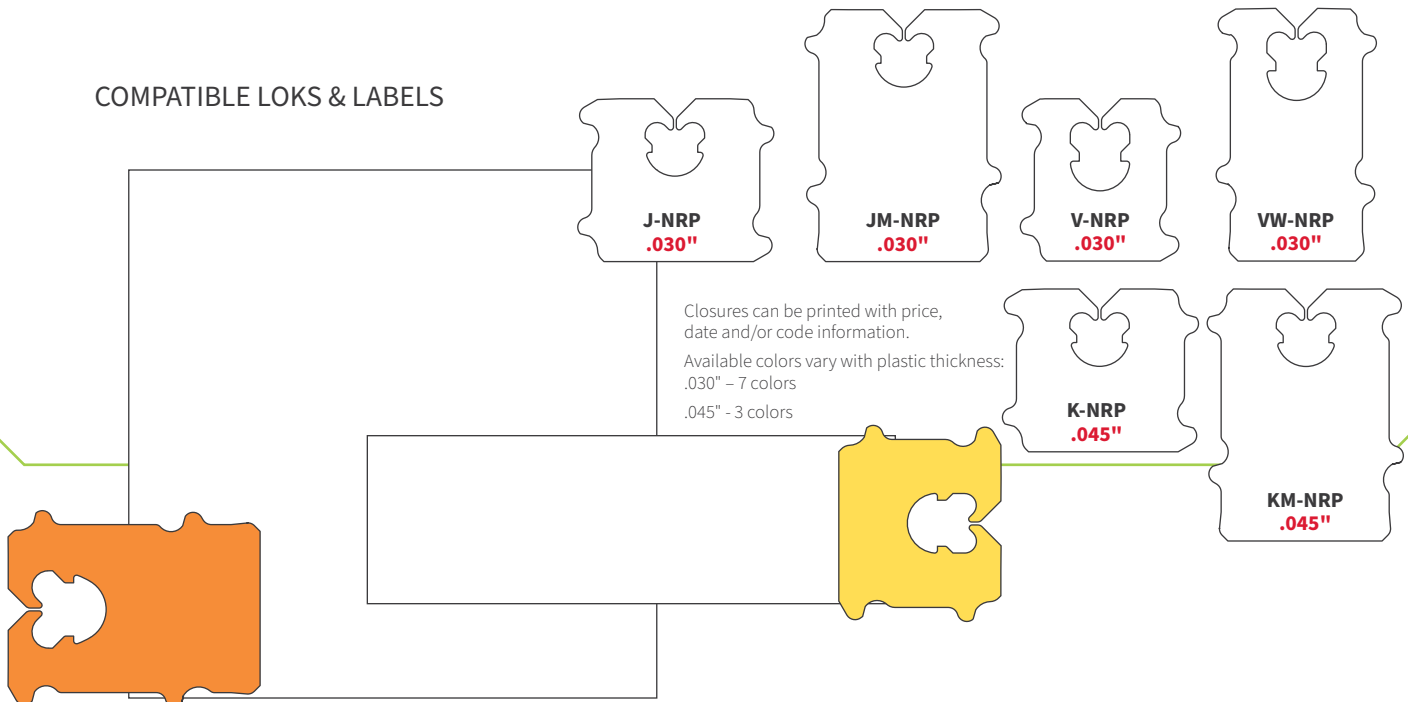 COMPATIBLE LOKS & LABELS
J-NRP
.030"
JM-NRP
.030"
V-NRP
.030"
VW-NRP
.030"
Closures can be printed with price,
date and/or code information.
Available colors vary with plastic thickness:
.030" – 7 colors
.045" - 3 colors
K-NRP
.045"
KM-NRP
.045"